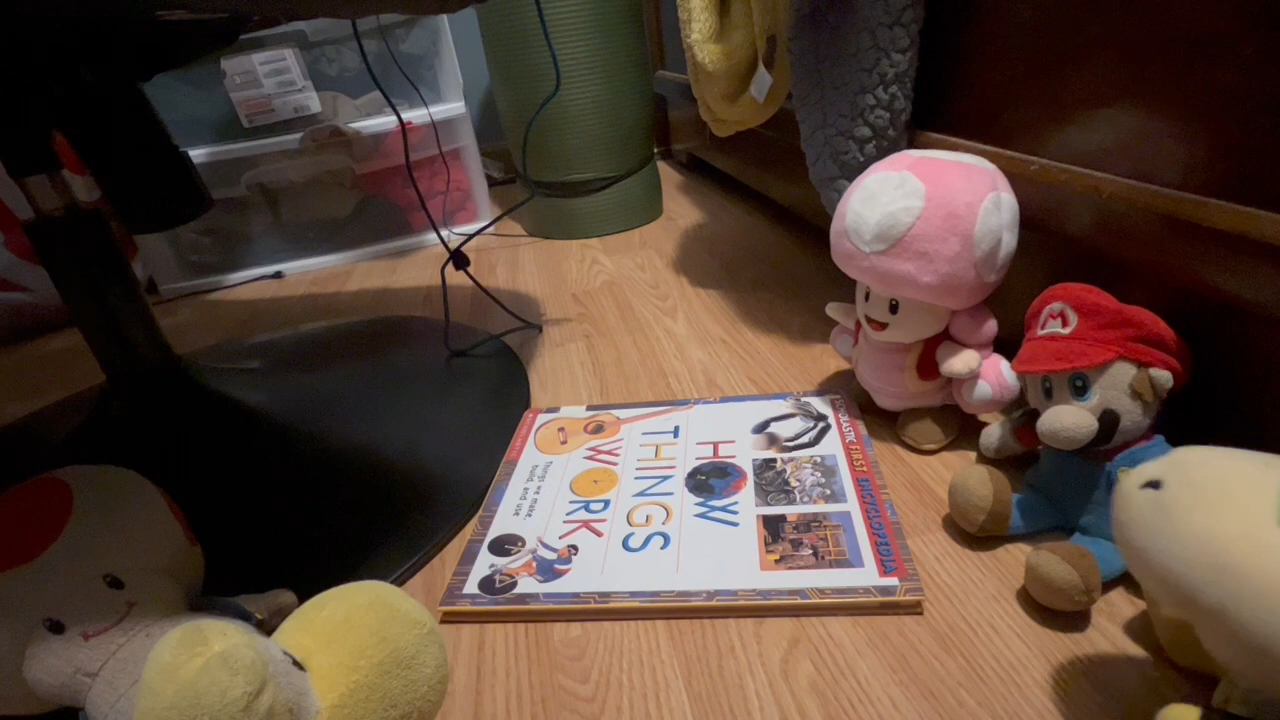 SCHOLASTIC FIRST ENCYCLOPEDIA
HOW
THINGS
WORK
Things we make,
build, and use
M